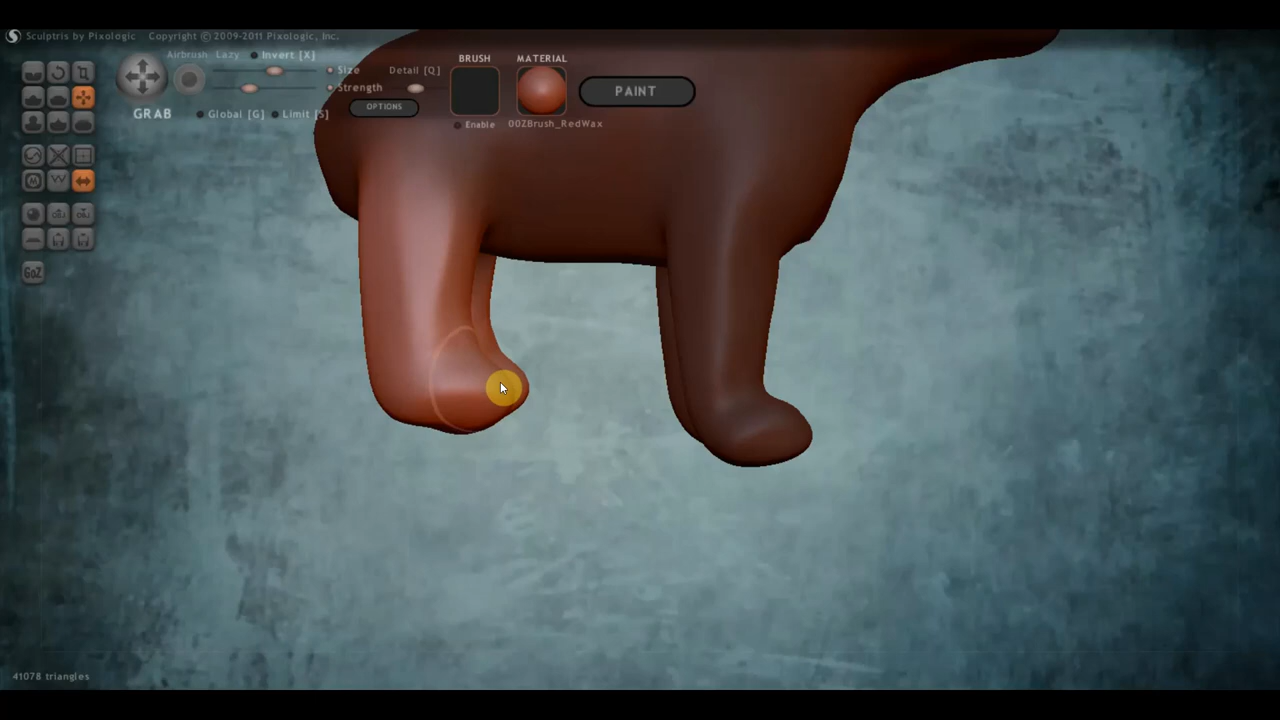 Sculptris by Pixologic Copyright © 2009-2011 Pixologic, Inc.
Airbrush Lazy Invert [X]
Size Detail [Q]
Strength
GRAB
Global [G] Limit [S]
OPTIONS
BRUSH
Enable
MATERIAL
00ZBrush_RedWax
PAINT
GoZ
41078 triangles